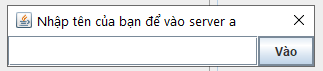 Nhập tên của bạn để vào server a
Vào